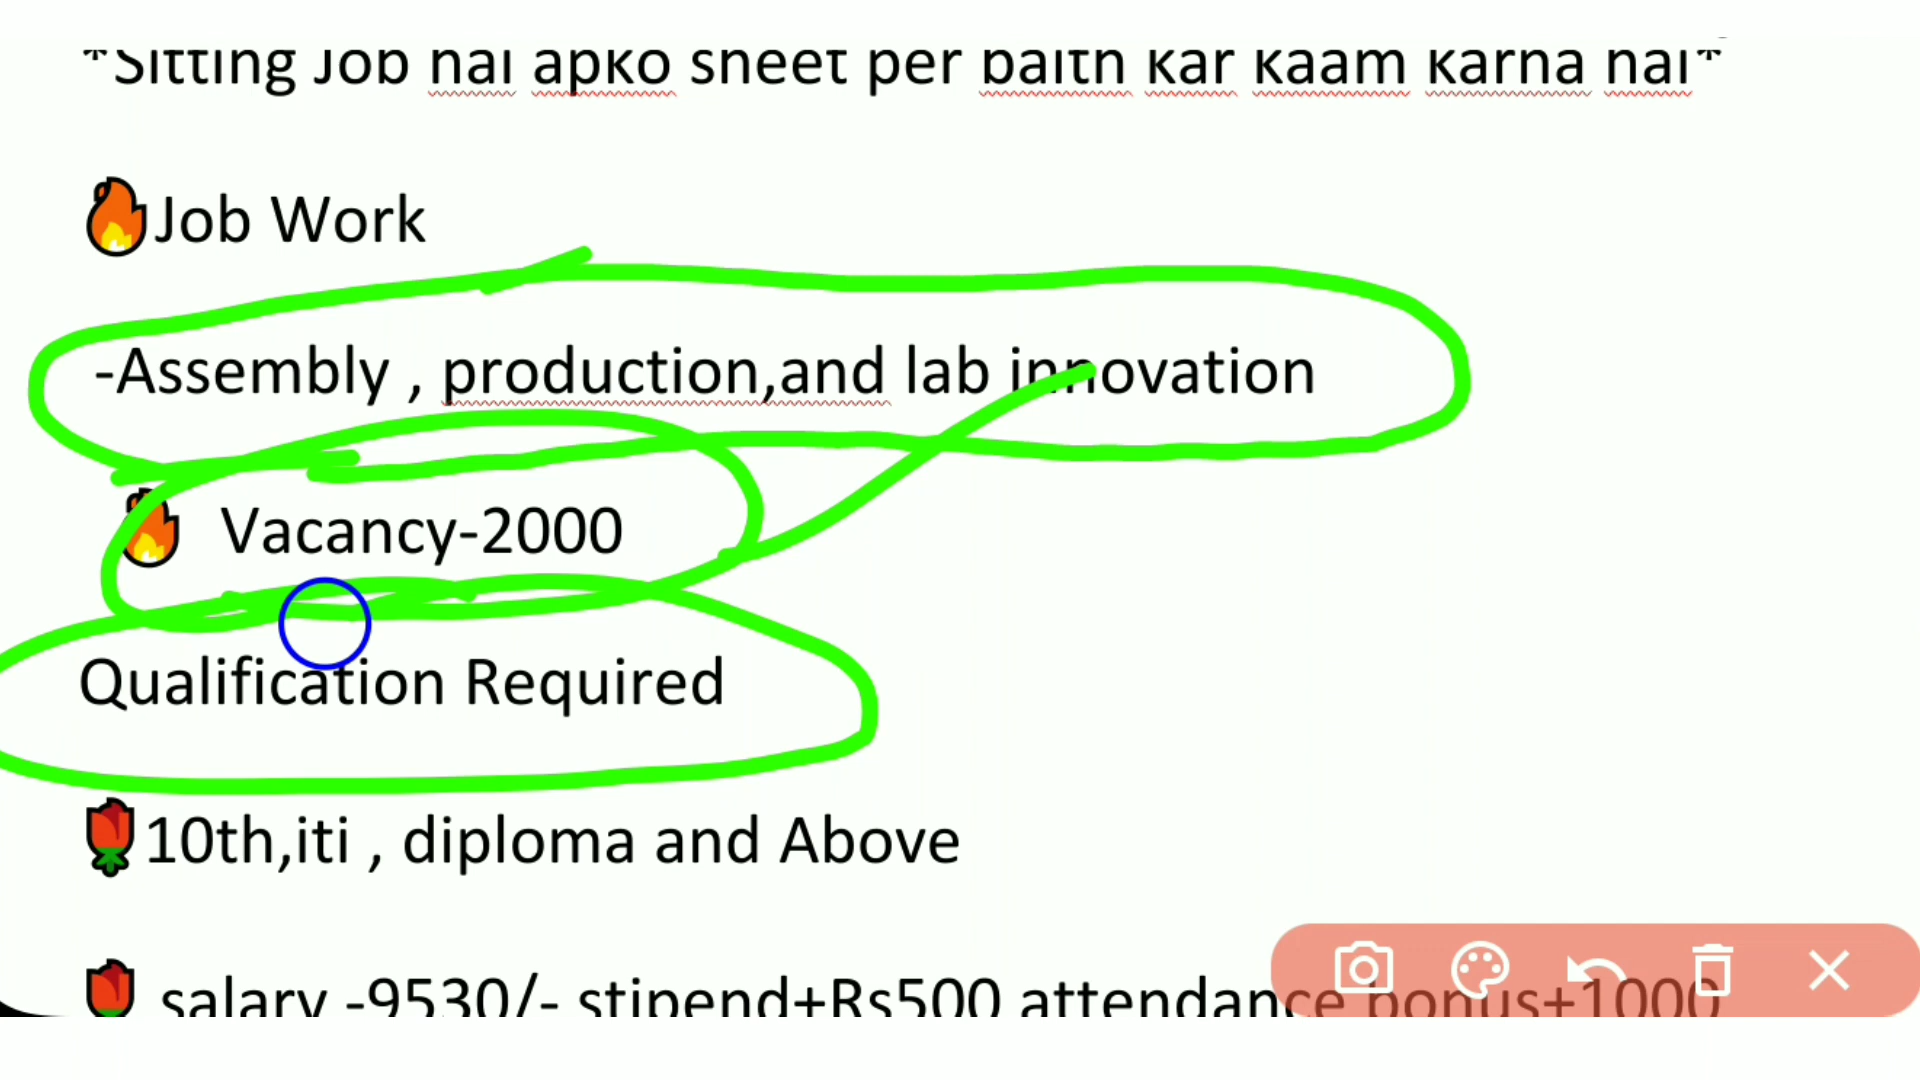 *Sitting Job hai apko sheet per baith kar kaam karna hai*
🔥Job Work
-Assembly , production,and lab innovation
🔥 Vacancy-2000
Qualification Required
🌹10th,iti , diploma and Above
🌹 salary -9530/- stipend+Rs500 attendance bonus+1000